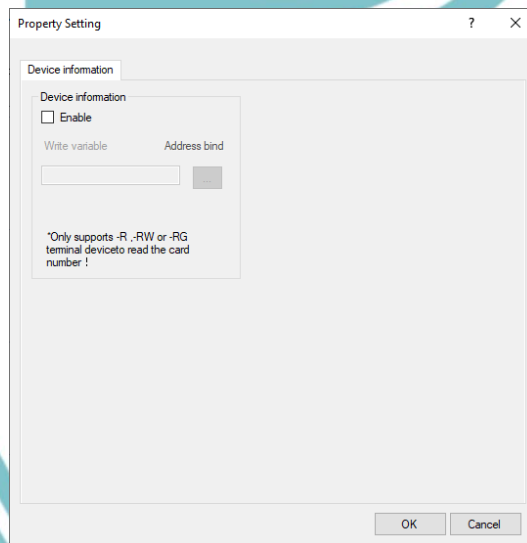 Property Setting
? ×
Device information
Device information
Enable
Write variable Address bind
...
*Only supports -R ,-RW or -RG
terminal deviceto read the card
number !
OK Cancel